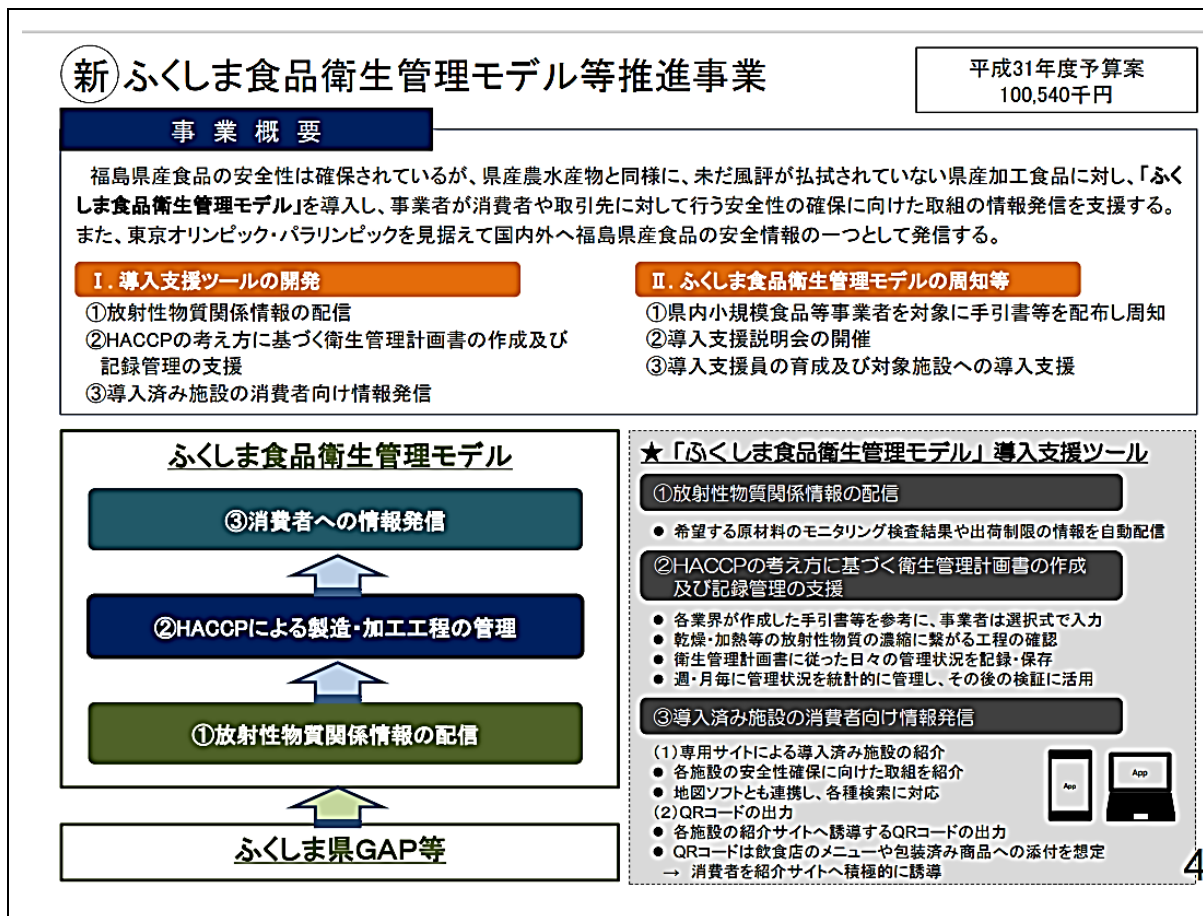 新 ふくしま食品衛生管理モデル等推進事業
平成31年度予算案
100,540千円
事業概要
福島県産食品の安全性は確保されているが、県産農水産物と同様に、未だ風評が払拭されていない県産加工食品に対し、「ふく
しま食品衛生管理モデル」を導入し、事業者が消費者や取引先に対して行う安全性の確保に向けた取組の情報発信を支援する。
また、東京オリンピック・パラリンピックを見据えて国内外へ福島県産食品の安全情報の一つとして発信する。
Ⅰ．導入支援ツールの開発
①放射性物質関係情報の配信
②HACCPの考え方に基づく衛生管理計画書の作成及び
記録管理の支援
③導入済み施設の消費者向け情報発信
Ⅱ．ふくしま食品衛生管理モデルの周知等
①県内小規模食品等事業者を対象に手引書等を配布し周知
②導入支援説明会の開催
③導入支援員の育成及び対象施設への導入支援
ふくしま食品衛生管理モデル
③消費者への情報発信
②HACCPによる製造・加工工程の管理
①放射性物質関係情報の配信
ふくしま県GAP等
★「ふくしま食品衛生管理モデル」導入支援ツール
①放射性物質関係情報の配信
● 希望する原材料のモニタリング検査結果や出荷制限の情報を自動配信
②HACCPの考え方に基づく衛生管理計画書の作成
及び記録管理の支援
● 各業界が作成した手引書等を参考に、事業者は選択式で入力
● 乾燥・加熱等の放射性物質の濃縮に繋がる工程の確認
● 衛生管理計画書に従った日々の管理状況を記録・保存
● 週・月毎に管理状況を統計的に管理し、その後の検証に活用
③導入済み施設の消費者向け情報発信
(1)専用サイトによる導入済み施設の紹介
● 各施設の安全性確保に向けた取組を紹介
● 地図ソフトとも連携し、各種検索に対応
(2)QRコードの出力
● 各施設の紹介サイトへ誘導するQRコードの出力
● QRコードは飲食店のメニューや包装済み商品への添付を想定
→ 消費者を紹介サイトへ積極的に誘導
App
App
4